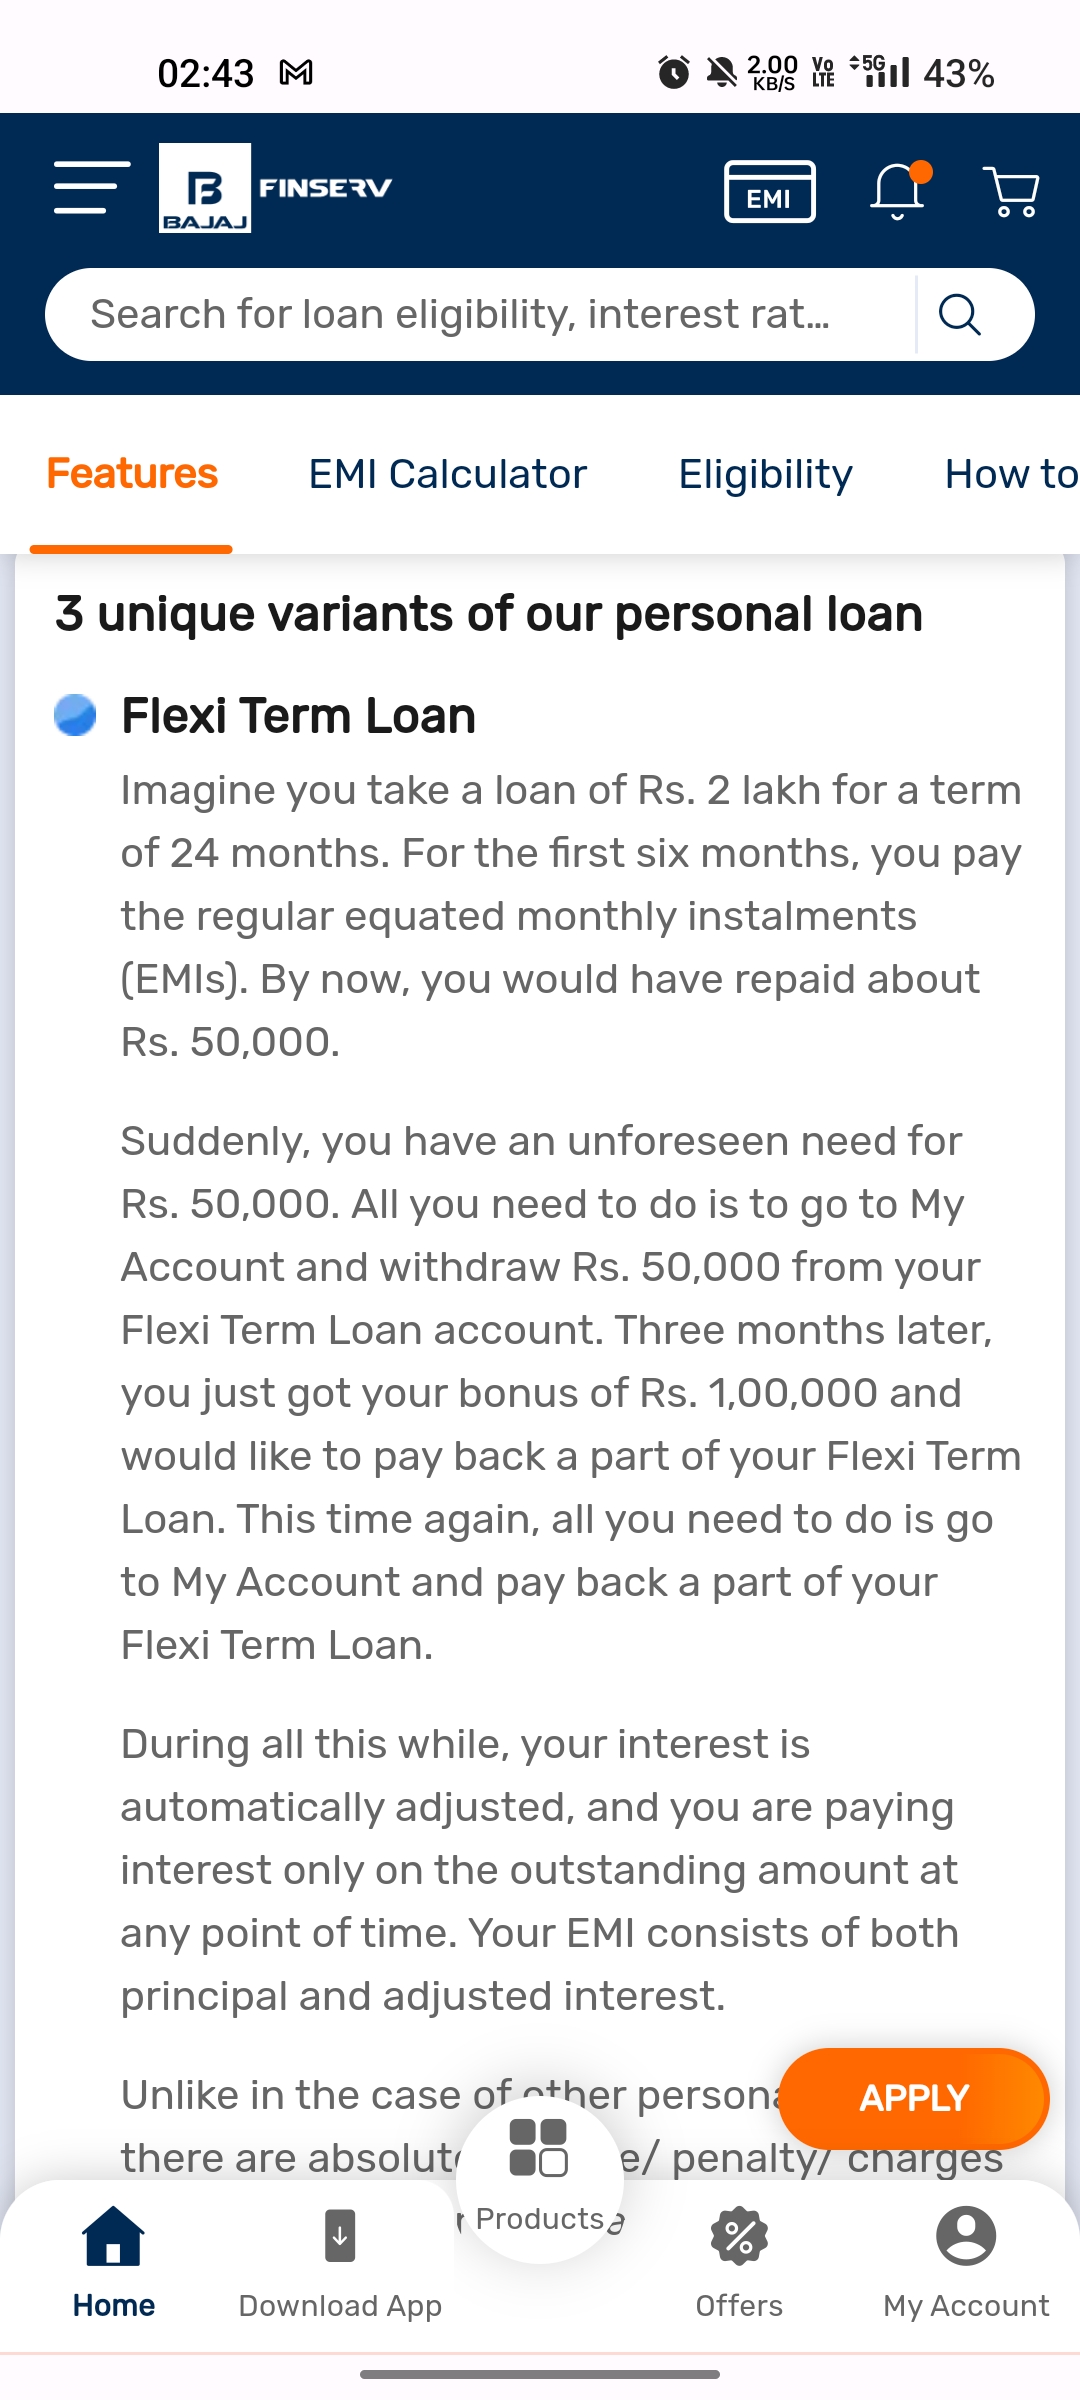 02:43
2.00 KB/S Vo LTE 5G 43%
BAJAJ FINSERV
EMI
Search for loan eligibility, interest rat...
Features EMI Calculator Eligibility How to
3 unique variants of our personal loan
Flexi Term Loan
Imagine you take a loan of Rs. 2 lakh for a term
of 24 months. For the first six months, you pay
the regular equated monthly instalments
(EMIs). By now, you would have repaid about
Rs. 50,000.
Suddenly, you have an unforeseen need for
Rs. 50,000. All you need to do is to go to My
Account and withdraw Rs. 50,000 from your
Flexi Term Loan account. Three months later,
you just got your bonus of Rs. 1,00,000 and
would like to pay back a part of your Flexi Term
Loan. This time again, all you need to do is go
to My Account and pay back a part of your
Flexi Term Loan.
During all this while, your interest is
automatically adjusted, and you are paying
interest only on the outstanding amount at
any point of time. Your EMI consists of both
principal and adjusted interest.
Unlike in the case of other
APPLY
there are penalty/ charges
Products
Home Download App Offers My Account